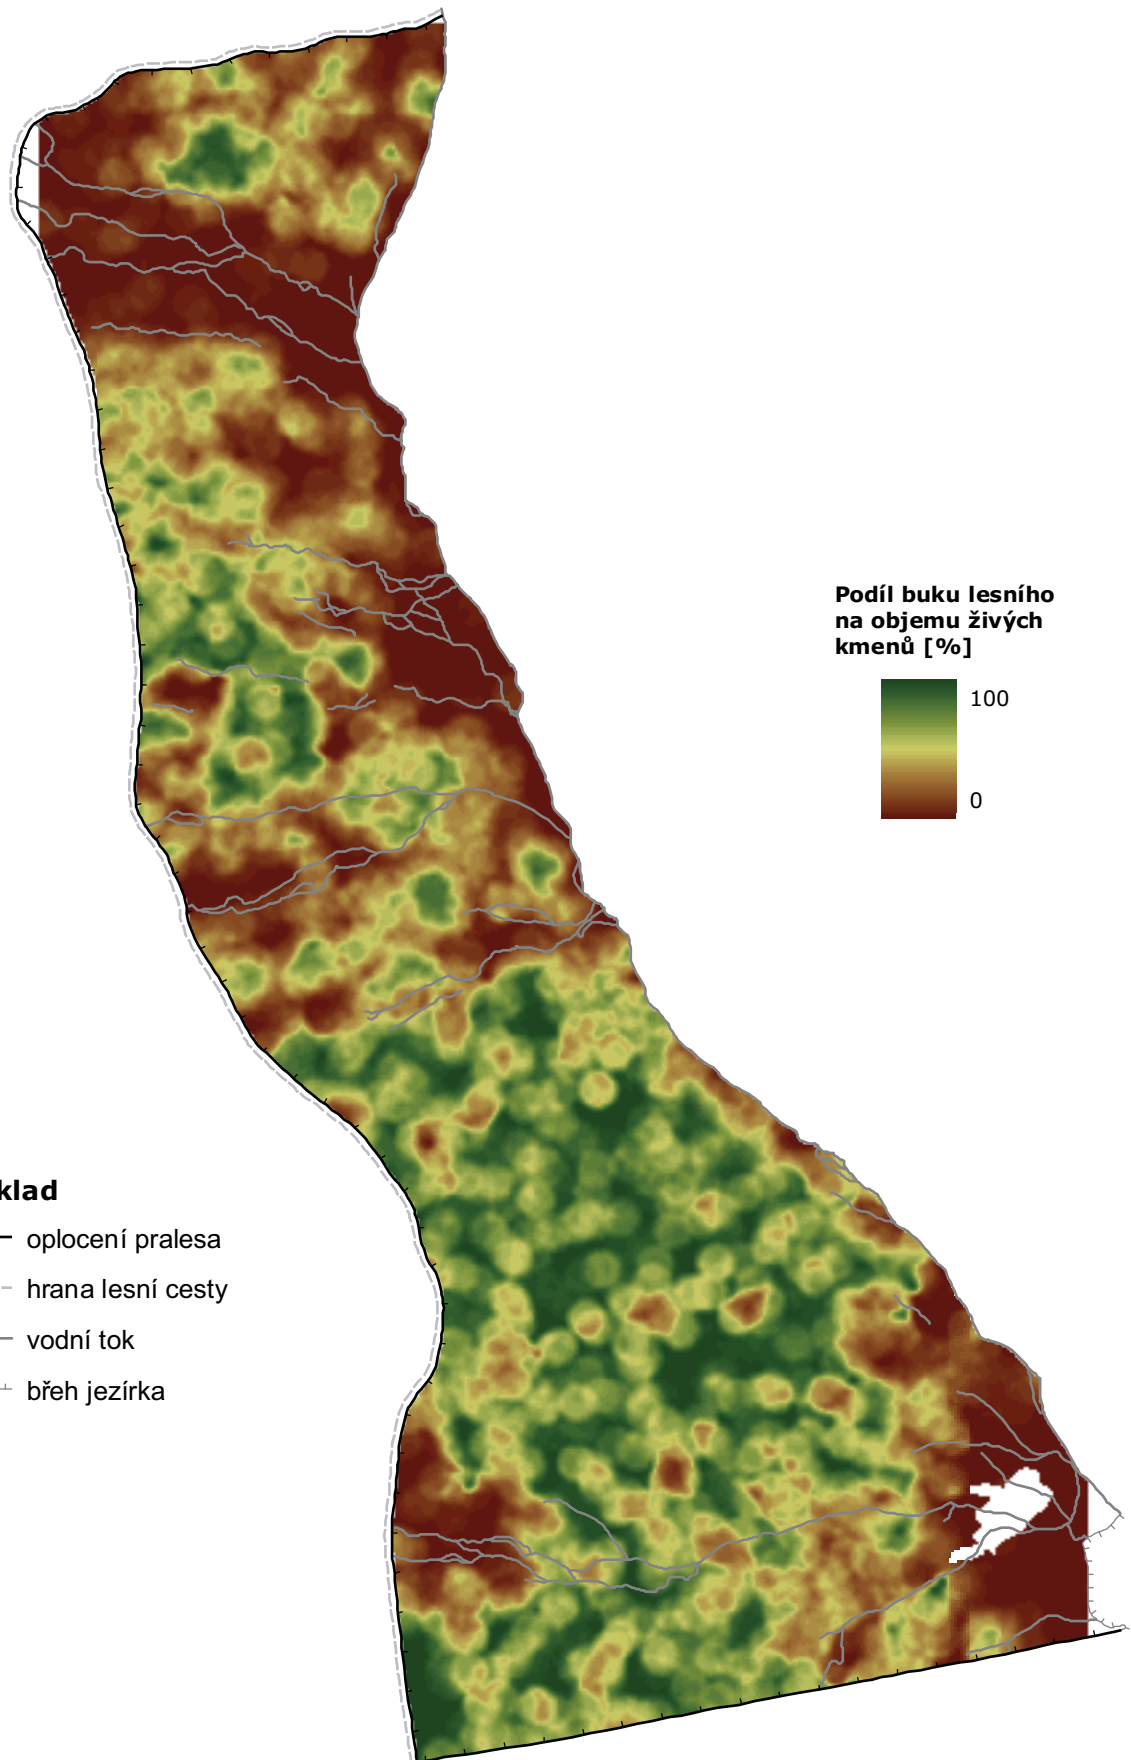 Podíl buku lesního
na objemu živých
kmenů [%]
100
0
klad
oplocení pralesa
hrana lesní cesty
vodní tok
břeh jezírka